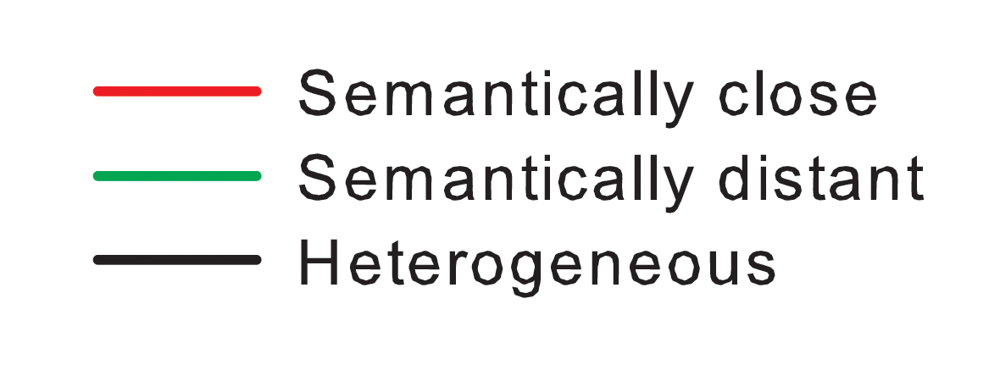 Semantically close
Semantically distant
Heterogeneous